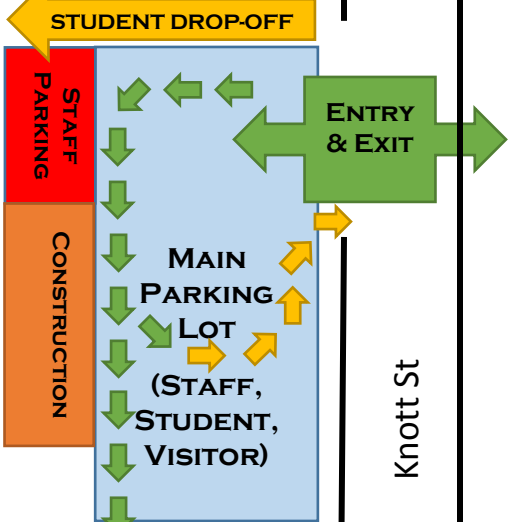 STUDENT DROP-OFF
STAFF
PARKING
ENTRY
& EXIT
CONSTRUCTION
MAIN
PARKING
LOT
(STAFF,
STUDENT,
VISITOR)
Knott St